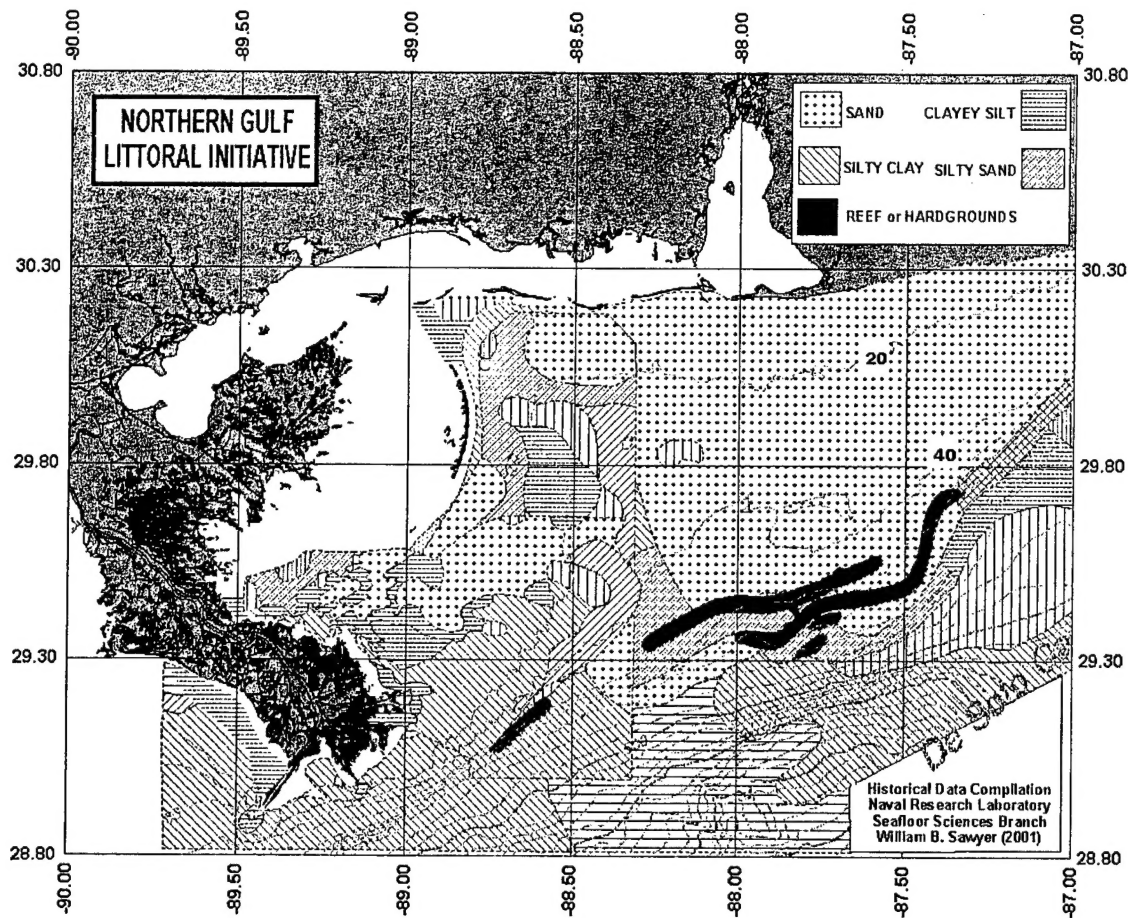 -90.00 -89.50 -89.00 -88.50 -88.00 -87.50 -87.00
30.80 30.80
NORTHERN GULF
LITTORAL INITIATIVE
SAND CLAYEY SILT
SILTY CLAY SILTY SAND
REEF or HARDGROUNDS
30.30 30.30
20
29.80 40 29.80
29.30 29.30
Historical Data Compilation
Naval Research Laboratory
Seafloor Sciences Branch
William B. Sawyer (2001)
28.80 28.80
-90.00 -89.50 -89.00 -88.50 -88.00 -87.50 -87.00